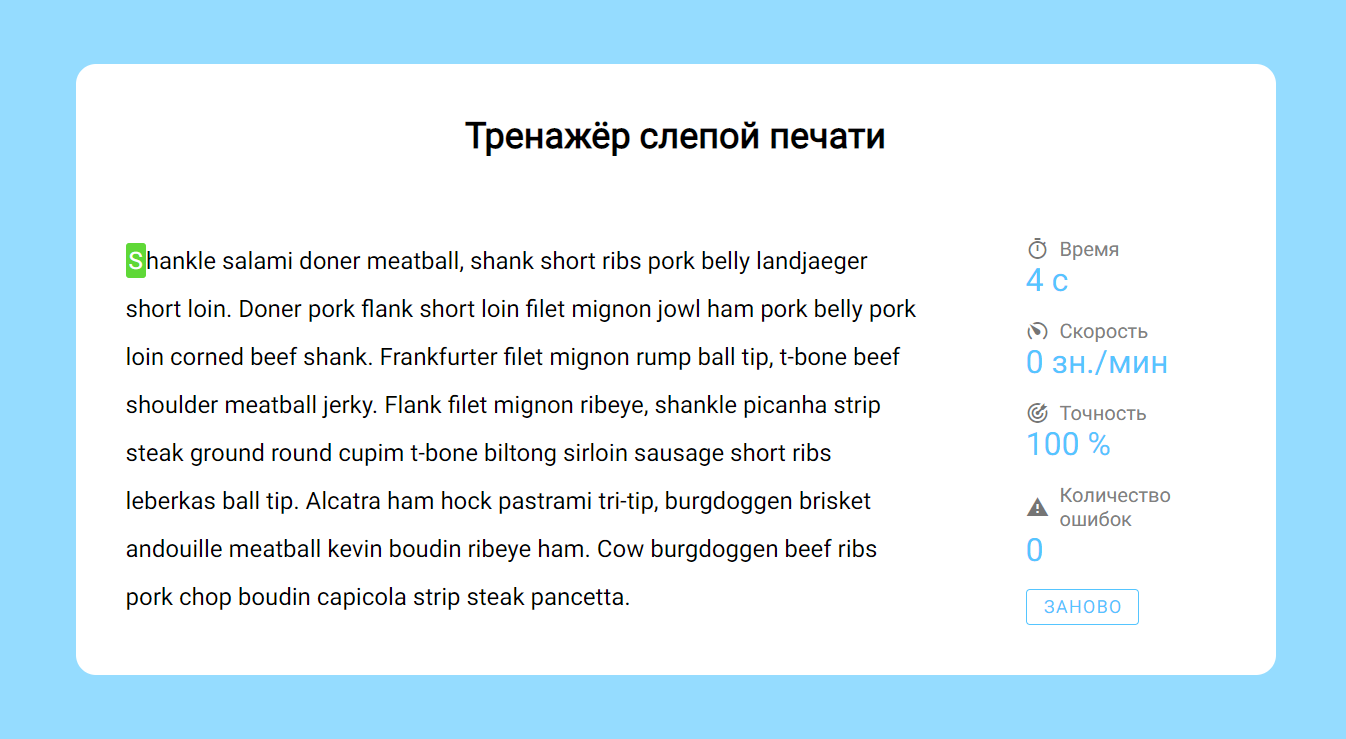 Тренажёр слепой печати
Shankle salami doner meatball, shank short ribs pork belly landjaeger
short loin. Doner pork flank short loin filet mignon jowl ham pork belly pork
loin corned beef shank. Frankfurter filet mignon rump ball tip, t-bone beef
shoulder meatball jerky. Flank filet mignon ribeye, shankle picanha strip
steak ground round cupim t-bone biltong sirloin sausage short ribs
leberkas ball tip. Alcatra ham hock pastrami tri-tip, burgdoggen brisket
andouille meatball kevin boudin ribeye ham. Cow burgdoggen beef ribs
pork chop boudin capicola strip steak pancetta.
Время
4 с
Скорость
0 зн./мин
Точность
100 %
Количество
ошибок
0
ЗАНОВО